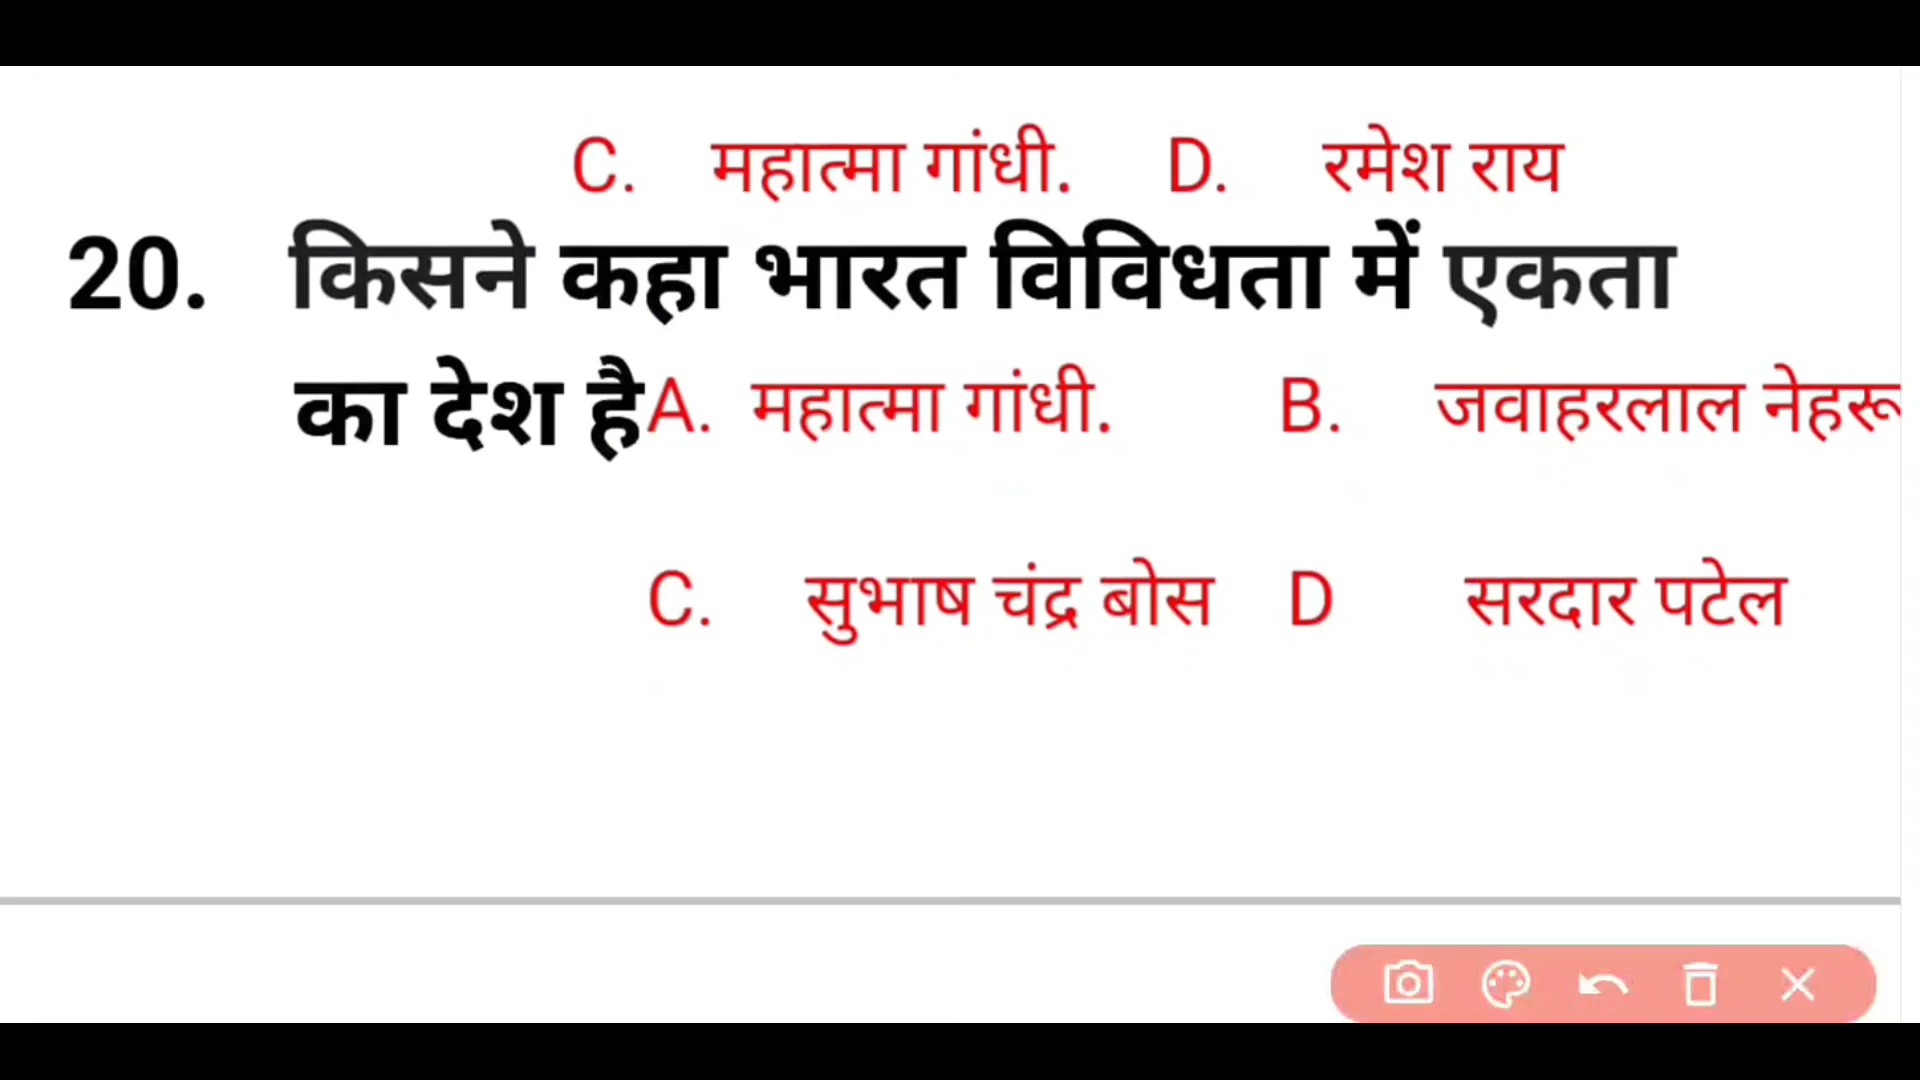 C. महात्मा गांधी. D. रमेश राय
20. किसने कहा भारत विविधता में एकता
का देश है A. महात्मा गांधी. B. जवाहरलाल नेहरू
C. सुभाष चंद्र बोस D सरदार पटेल